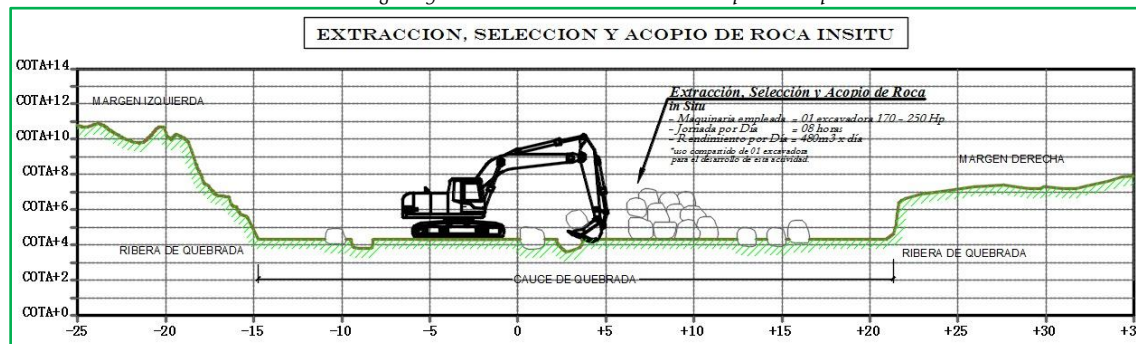 EXTRACCION, SELECCION Y ACOPIO DE ROCA INSITU
COTA+14
COTA+12
COTA+10
COTA+8
COTA+6
COTA+4
COTA+2
COTA+0
MARGEN IZQUIERDA
Extracción, Selección y Acopio de Roca
in Situ
- Maquinaria empleada = 01 excavadora 170 - 250 Hp
- Jornada por Día = 08 horas
- Rendimiento por Día = 480m3 x día
*uso compartido de 01 excavadora
para el desarrollo de esta actividad.
MARGEN DERECHA
RIBERA DE QUEBRADA
RIBERA DE QUEBRADA
CAUCE DE QUEBRADA
-25 -20 -15 -10 -5 0 +5 +10 +15 +20 +25 +30 +35